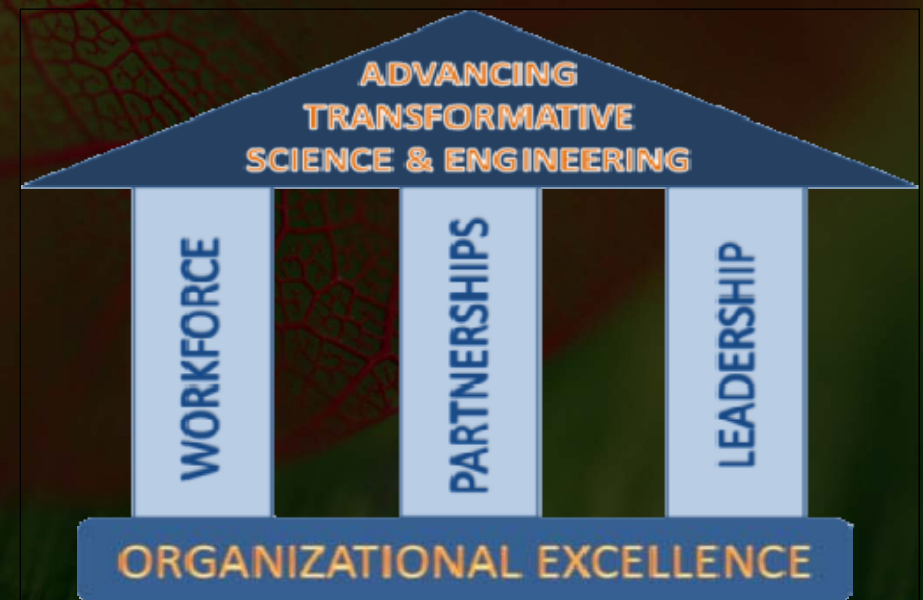 ADVANCING
TRANSFORMATIVE
SCIENCE & ENGINEERING
WORKFORCE
PARTNERSHIPS
LEADERSHIP
ORGANIZATIONAL EXCELLENCE